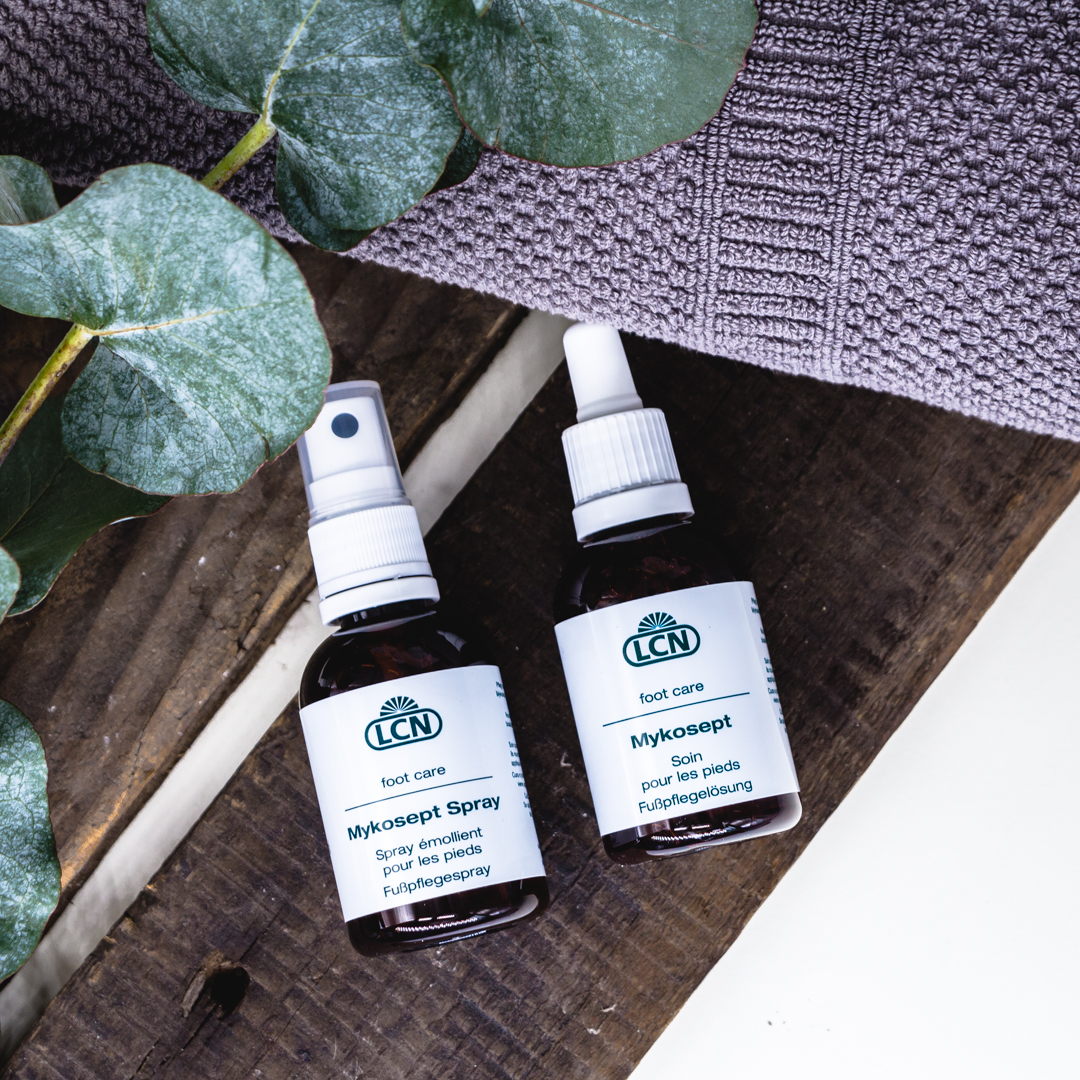 LCN
foot care
Mykosept Spray
Spray émollient
pour les pieds
Fußpflegespray
LCN
foot care
Mykosept
Soin
pour les pieds
Fußpflegelösung